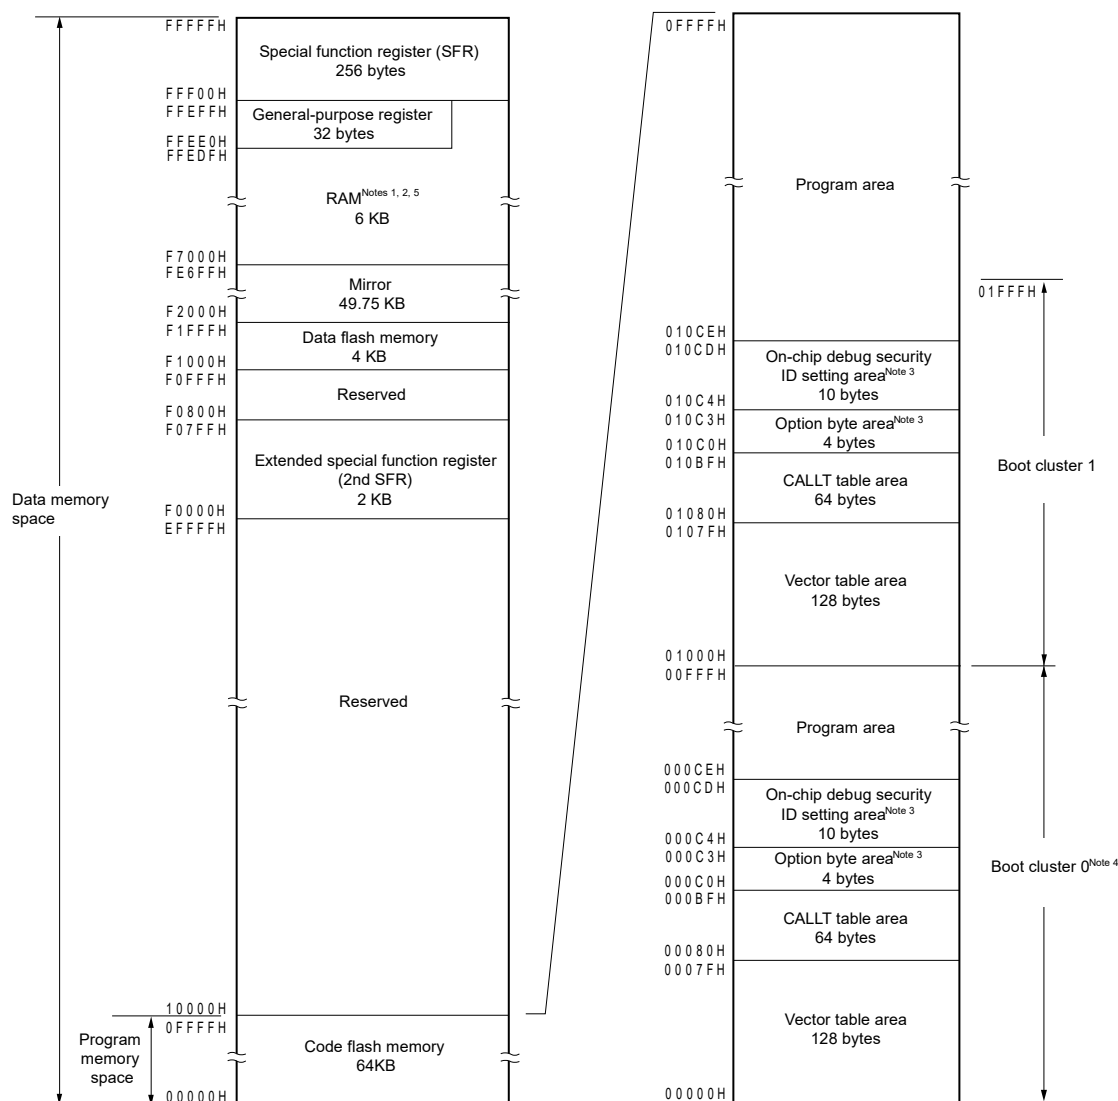 FFFFFH
Special function register (SFR)
256 bytes
FFF00H
FFEFFH
General-purpose register
32 bytes
FFEE0H
FFEDFH
RAMNotes 1, 2, 5
6 KB
F7000H
FE6FFH
Mirror
49.75 KB
F2000H
F1FFFH
Data flash memory
4 KB
F1000H
F0FFFH
Reserved
F0800H
F07FFH
Extended special function register
(2nd SFR)
2 KB
F0000H
EFFFFH
Data memory
space
Reserved
10000H
0FFFFH
Program
memory
space
Code flash memory
64KB
00000H
0FFFFH
Program area
01FFFH
010CEH
010CDH
On-chip debug security
ID setting areaNote 3
10 bytes
010C4H
010C3H
Option byte areaNote 3
4 bytes
010C0H
010BFH
CALLT table area
64 bytes
Boot cluster 1
01080H
0107FH
Vector table area
128 bytes
01000H
00FFFH
Program area
000CEH
000CDH
On-chip debug security
ID setting areaNote 3
10 bytes
000C4H
000C3H
Option byte areaNote 3
4 bytes
Boot cluster 0Note 4
000C0H
000BFH
CALLT table area
64 bytes
00080H
0007FH
Vector table area
128 bytes
00000H